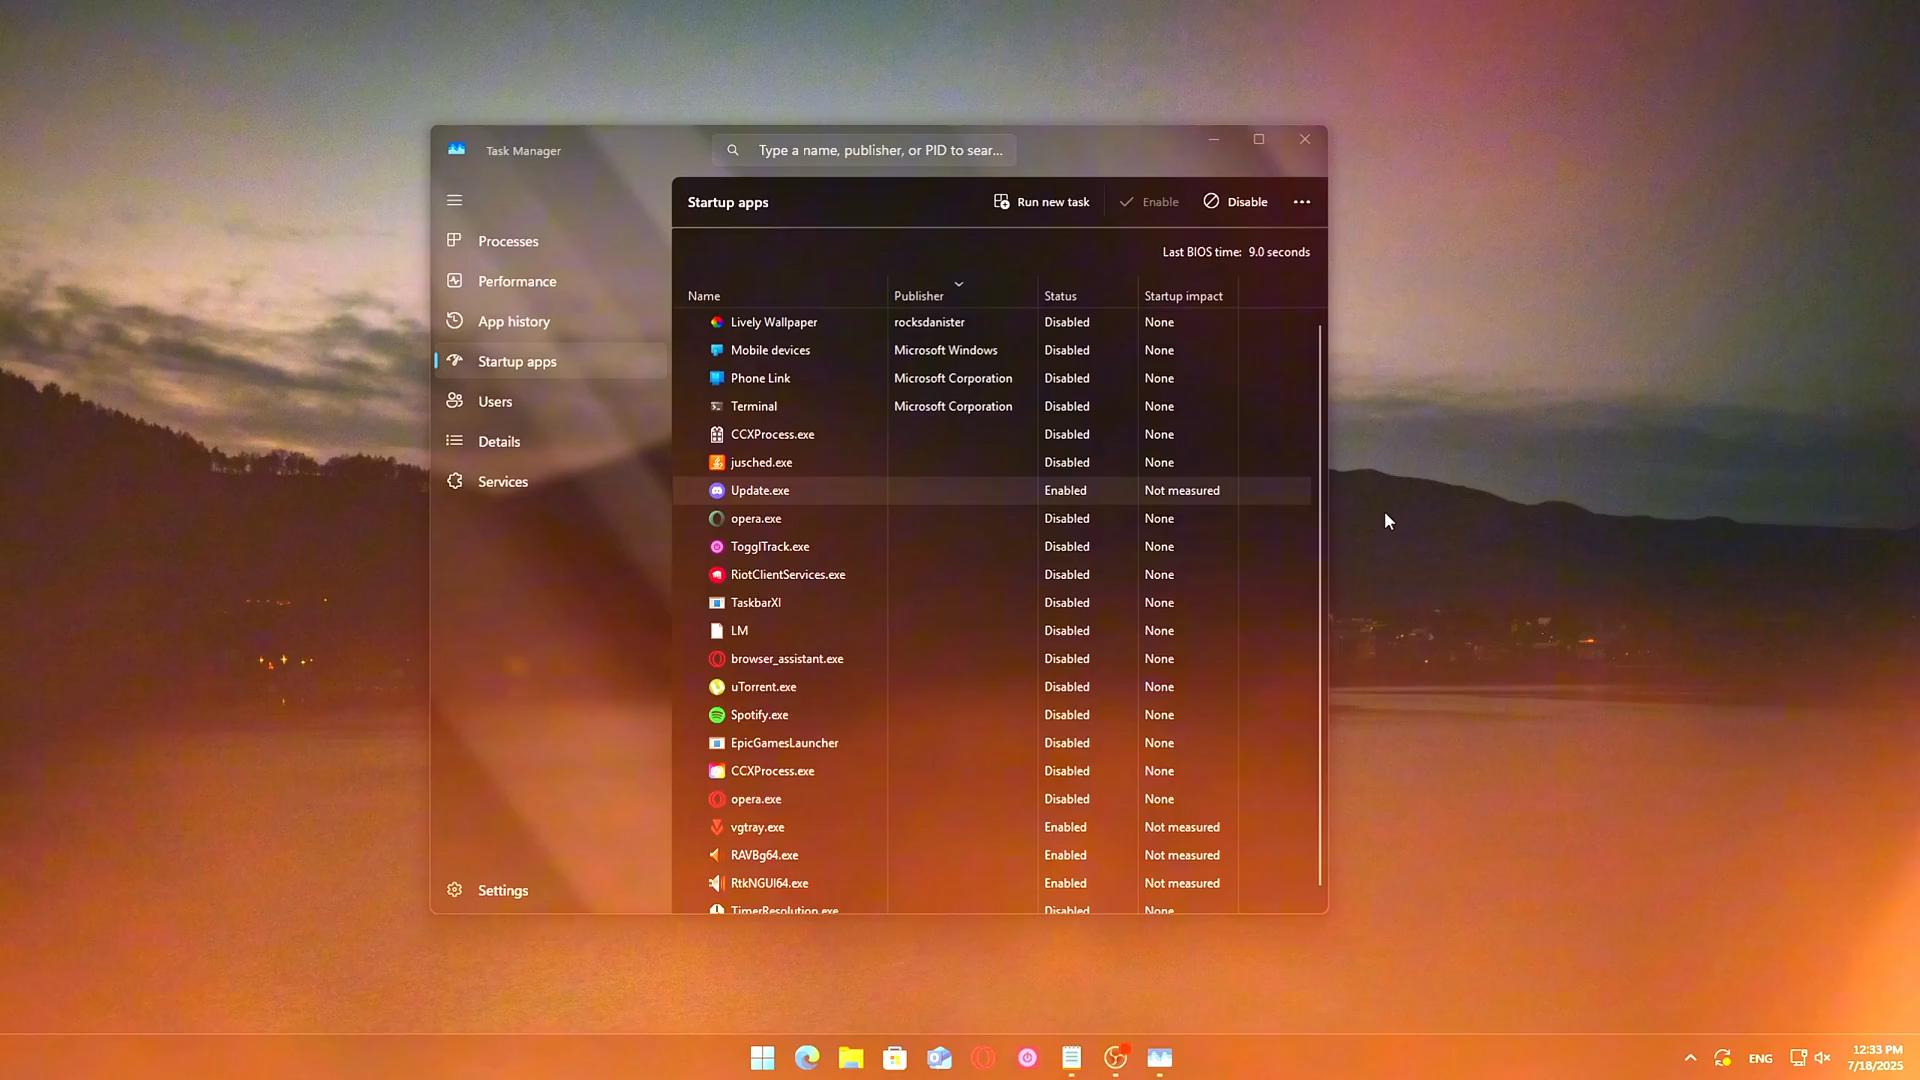 Task Manager
Type a name, publisher, or PID to sear...
Startup apps
Run new task
Enable
Disable
Last BIOS time: 9.0 seconds
Processes
Performance
App history
Startup apps
Users
Details
Services
Settings
Name Publisher Status Startup impact
Lively Wallpaper rocksdanister Disabled None
Mobile devices Microsoft Windows Disabled None
Phone Link Microsoft Corporation Disabled None
Terminal Microsoft Corporation Disabled None
CCXProcess.exe Disabled None
jusched.exe Disabled None
Update.exe Enabled Not measured
opera.exe Disabled None
TogglTrack.exe Disabled None
RiotClientServices.exe Disabled None
TaskbarXI Disabled None
LM Disabled None
browser_assistant.exe Disabled None
uTorrent.exe Disabled None
Spotify.exe Disabled None
EpicGamesLauncher Disabled None
CCXProcess.exe Disabled None
opera.exe Disabled None
vgtray.exe Enabled Not measured
RAVBg64.exe Enabled Not measured
RtkNGUI64.exe Enabled Not measured
TimerResolution.exe Disabled None
ENG
12:33 PM
7/18/2025